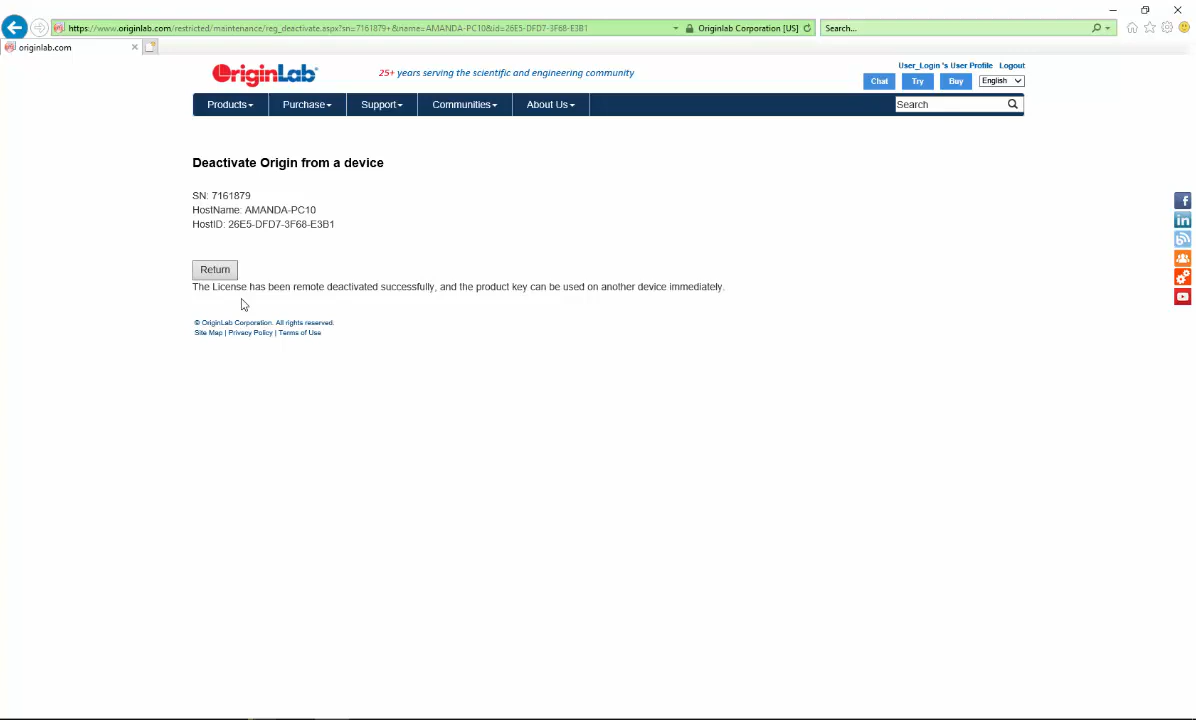 https://www.originlab.com/restricted/maintenance/reg_deactivate.aspx?sn=7161879+&name=AMANDA-PC10&id=26E5-DFD7-3F68-E3B1
OriginLab Corporation [US]
Search...
originlab.com
OriginLab®
25+ years serving the scientific and engineering community
User_Login 's User Profile Logout
Chat Try Buy English
Products Purchase Support Communities About Us Search
Deactivate Origin from a device
SN: 7161879
HostName: AMANDA-PC10
HostID: 26E5-DFD7-3F68-E3B1
Return
The License has been remote deactivated successfully, and the product key can be used on another device immediately.
© OriginLab Corporation. All rights reserved.
Site Map | Privacy Policy | Terms of Use